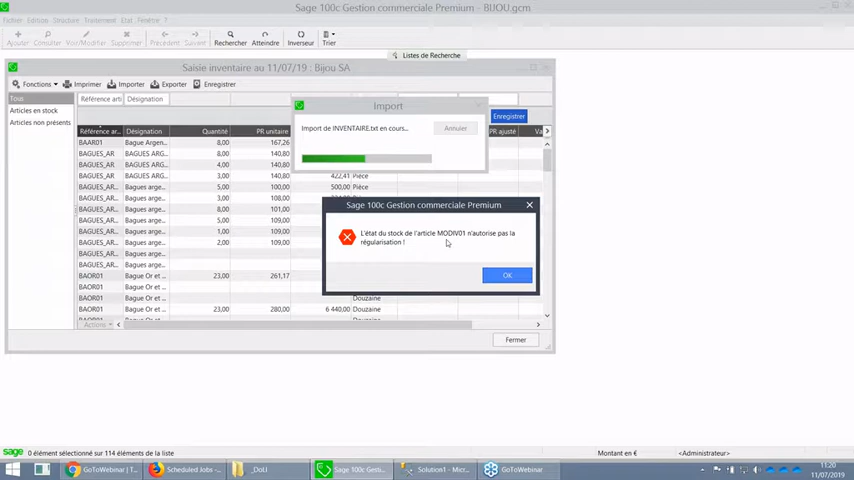 Sage 100c Gestion commerciale Premium - BIJOU.gcm
Fichier Edition Structure Traitement Etat Fenêtre ?
Ajouter Consulter Voir/Modifier Supprimer Précédent Suivant Rechercher Atteindre Inverseur Trier
Listes de Recherche
Saisie inventaire au 11/07/19 : Bijou SA
Fonctions Imprimer Importer Exporter Enregistrer
Tous
Articles en stock
Articles non présents
Référence arti Désignation
Enregistrer
Référence ar... Désignation Quantité PR unitaire PR ajusté Va
BAAR01 Bague Argen... 8,00 167,26
BAGUES_AR BAGUES ARG... 8,00 140,80
BAGUES_AR BAGUES ARG... 4,00 140,80
BAGUES_AR BAGUES ARG... 3,00 140,80 422,41 Pièce
BAGUES_AR... Bagues arge... 5,00 100,00 500,00 Pièce
BAGUES_AR... Bagues arge... 3,00 108,00
BAGUES_AR... Bagues arge... 8,00 101,00
BAGUES_AR... Bagues arge... 5,00 100,00
BAGUES_AR... Bagues arge... 1,00 109,00
BAGUES_AR... Bagues arge... 2,00 109,00
BAOR01 Bague Or et ...
BAOR01 Bague Or et ... 23,00 261,17
BAOR01 Bague Or et ...
BAOR01 Bague Or et ... Douzaine
BAOR01 Bague Or et ... 23,00 280,00 6 440,00 Douzaine
Actions
Fermer
Import
Import de INVENTAIRE.txt en cours...
Annuler
Sage 100c Gestion commerciale Premium
L'état du stock de l'article MODIV01 n'autorise pas la
régularisation !
OK
sage 0 élément sélectionné sur 114 éléments de la liste Montant en € <Administrateur>
GoToWebinar | T... Scheduled Jobs -... _DoLI Sage 100c Gesti... Solution1 - Micr... GoToWebinar
11:20
11/07/2019